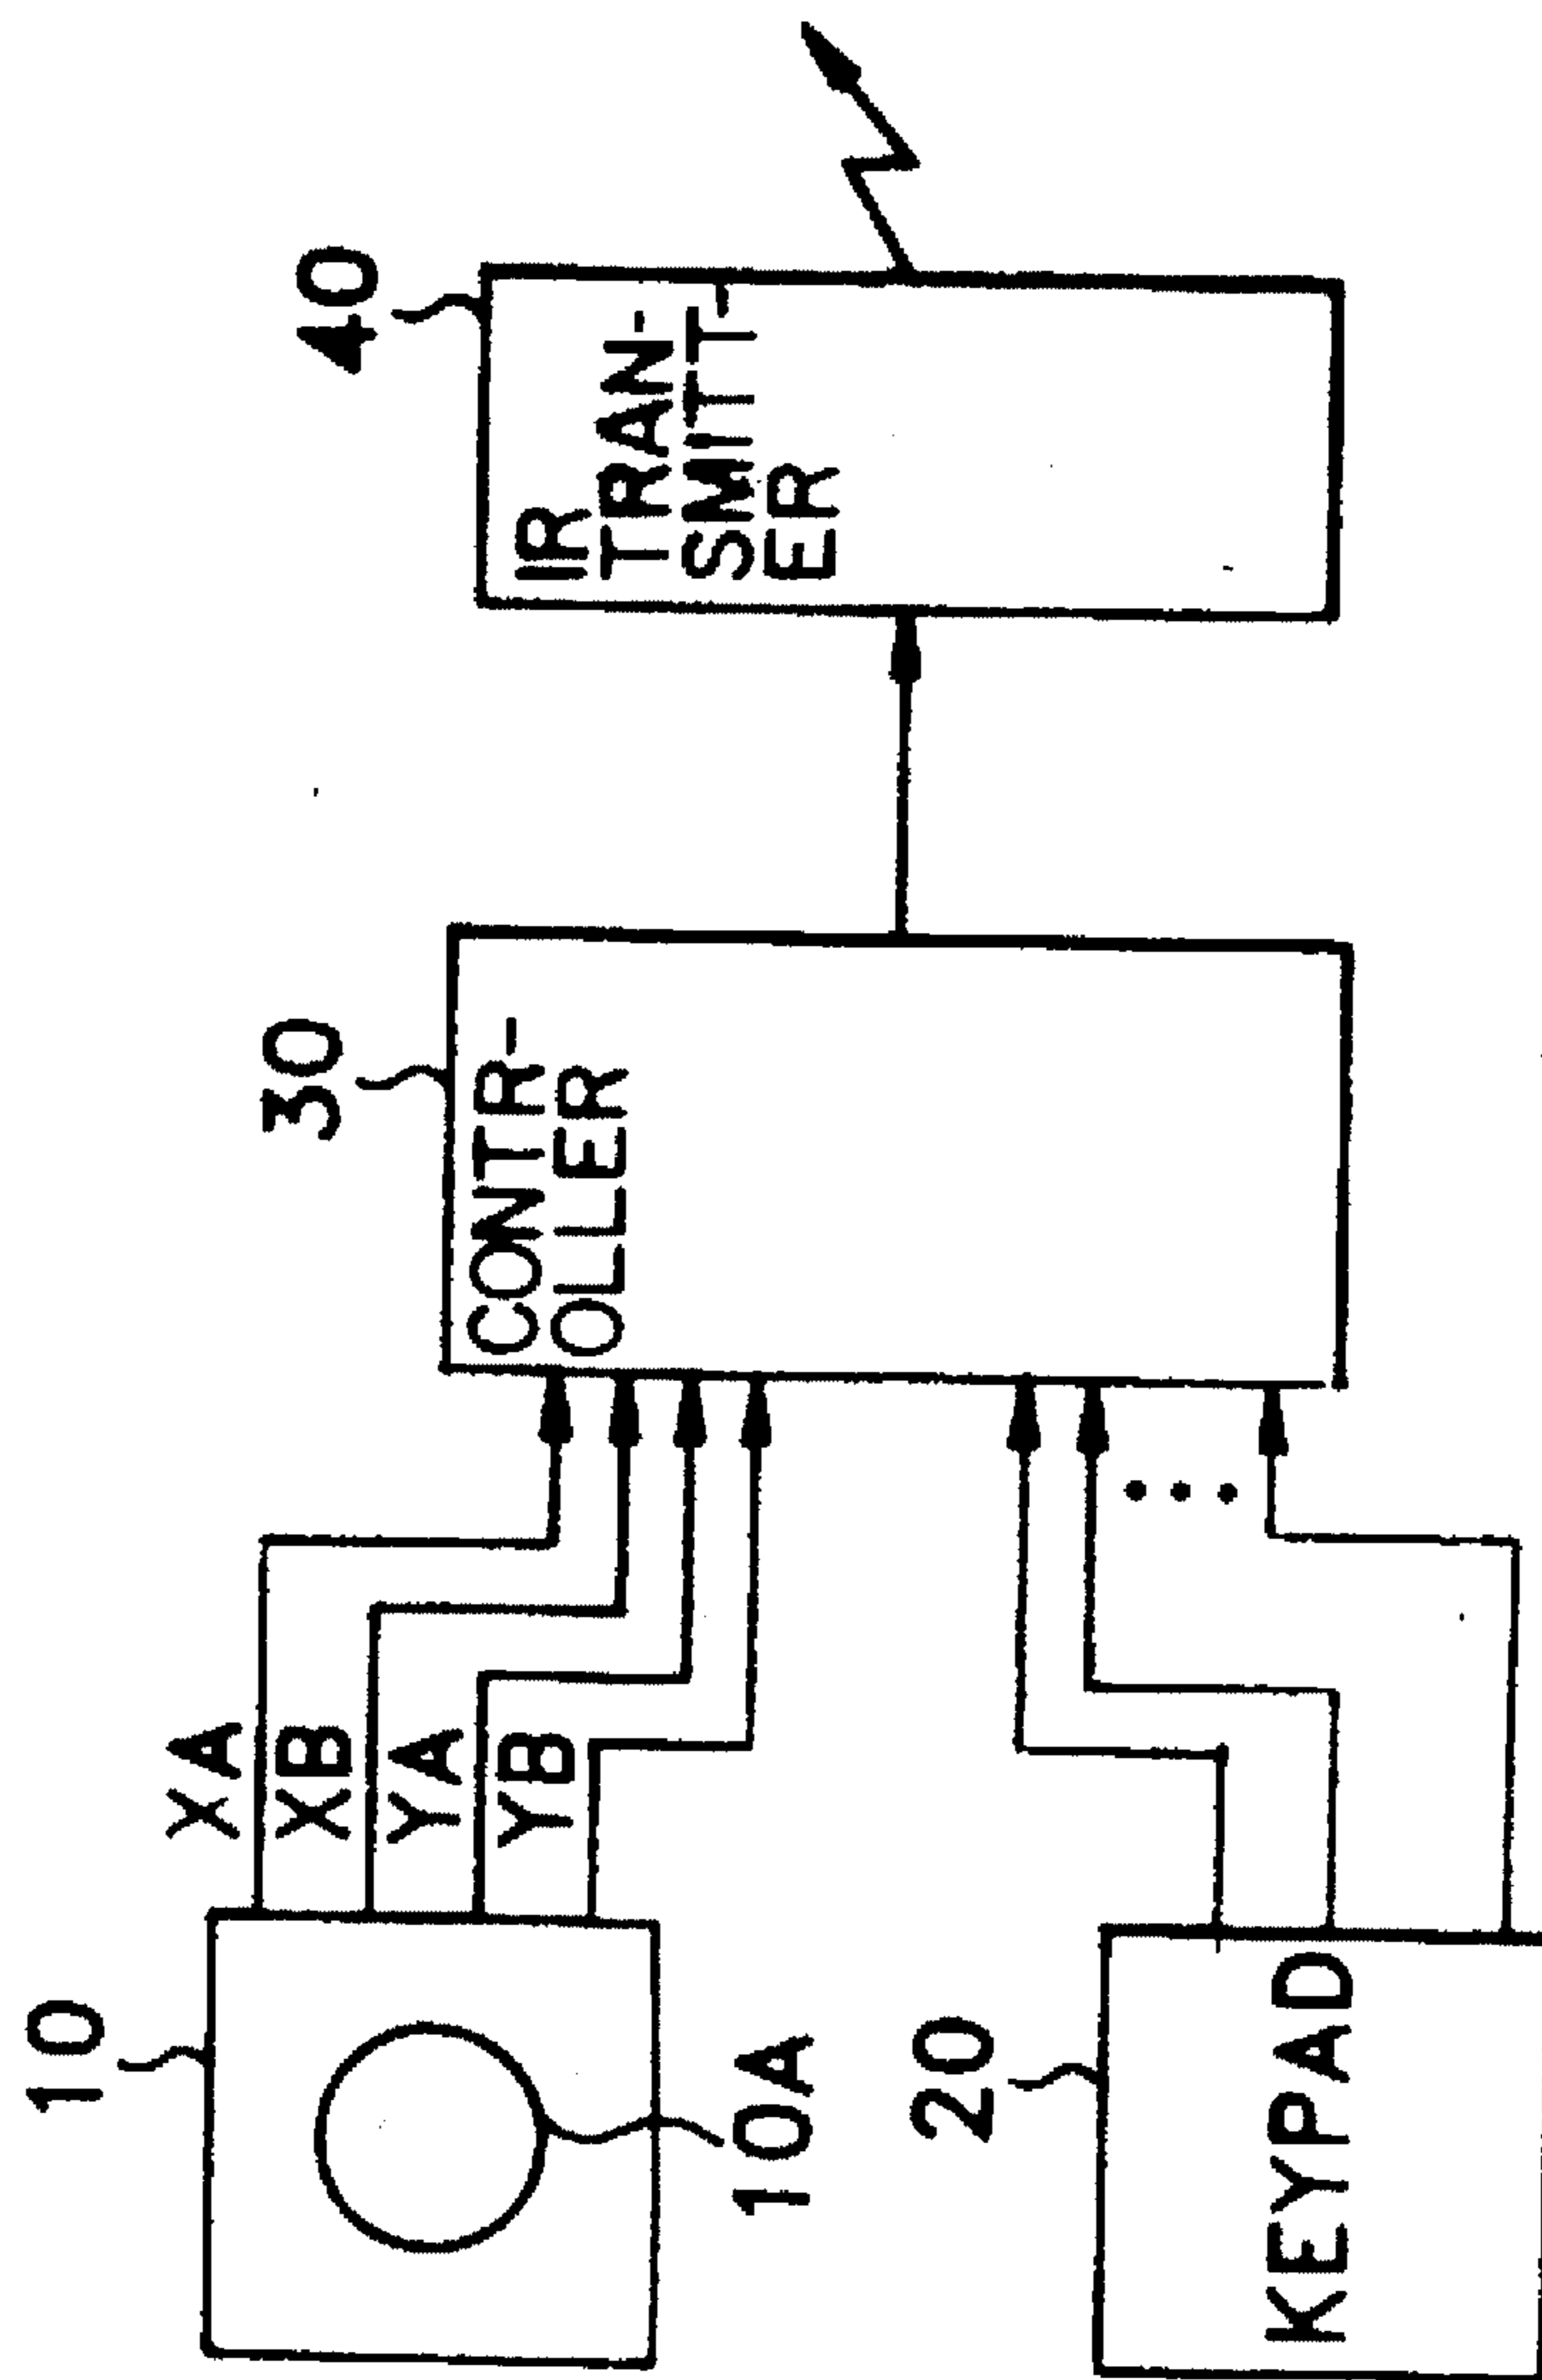 10
XA
XB
YA
YB
10A
20
KEYPAD
30
CONTR-
OLLER
40
IR
TRAN-
SMITT-
ER